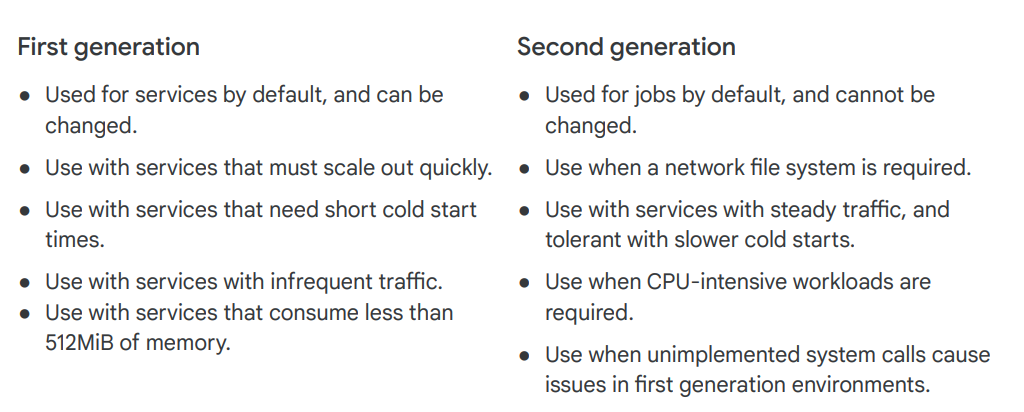 First generation
● Used for services by default, and can be
changed.
● Use with services that must scale out quickly.
● Use with services that need short cold start
times.
● Use with services with infrequent traffic.
● Use with services that consume less than
512MiB of memory.
Second generation
● Used for jobs by default, and cannot be
changed.
● Use when a network file system is required.
● Use with services with steady traffic, and
tolerant with slower cold starts.
● Use when CPU-intensive workloads are
required.
● Use when unimplemented system calls cause
issues in first generation environments.